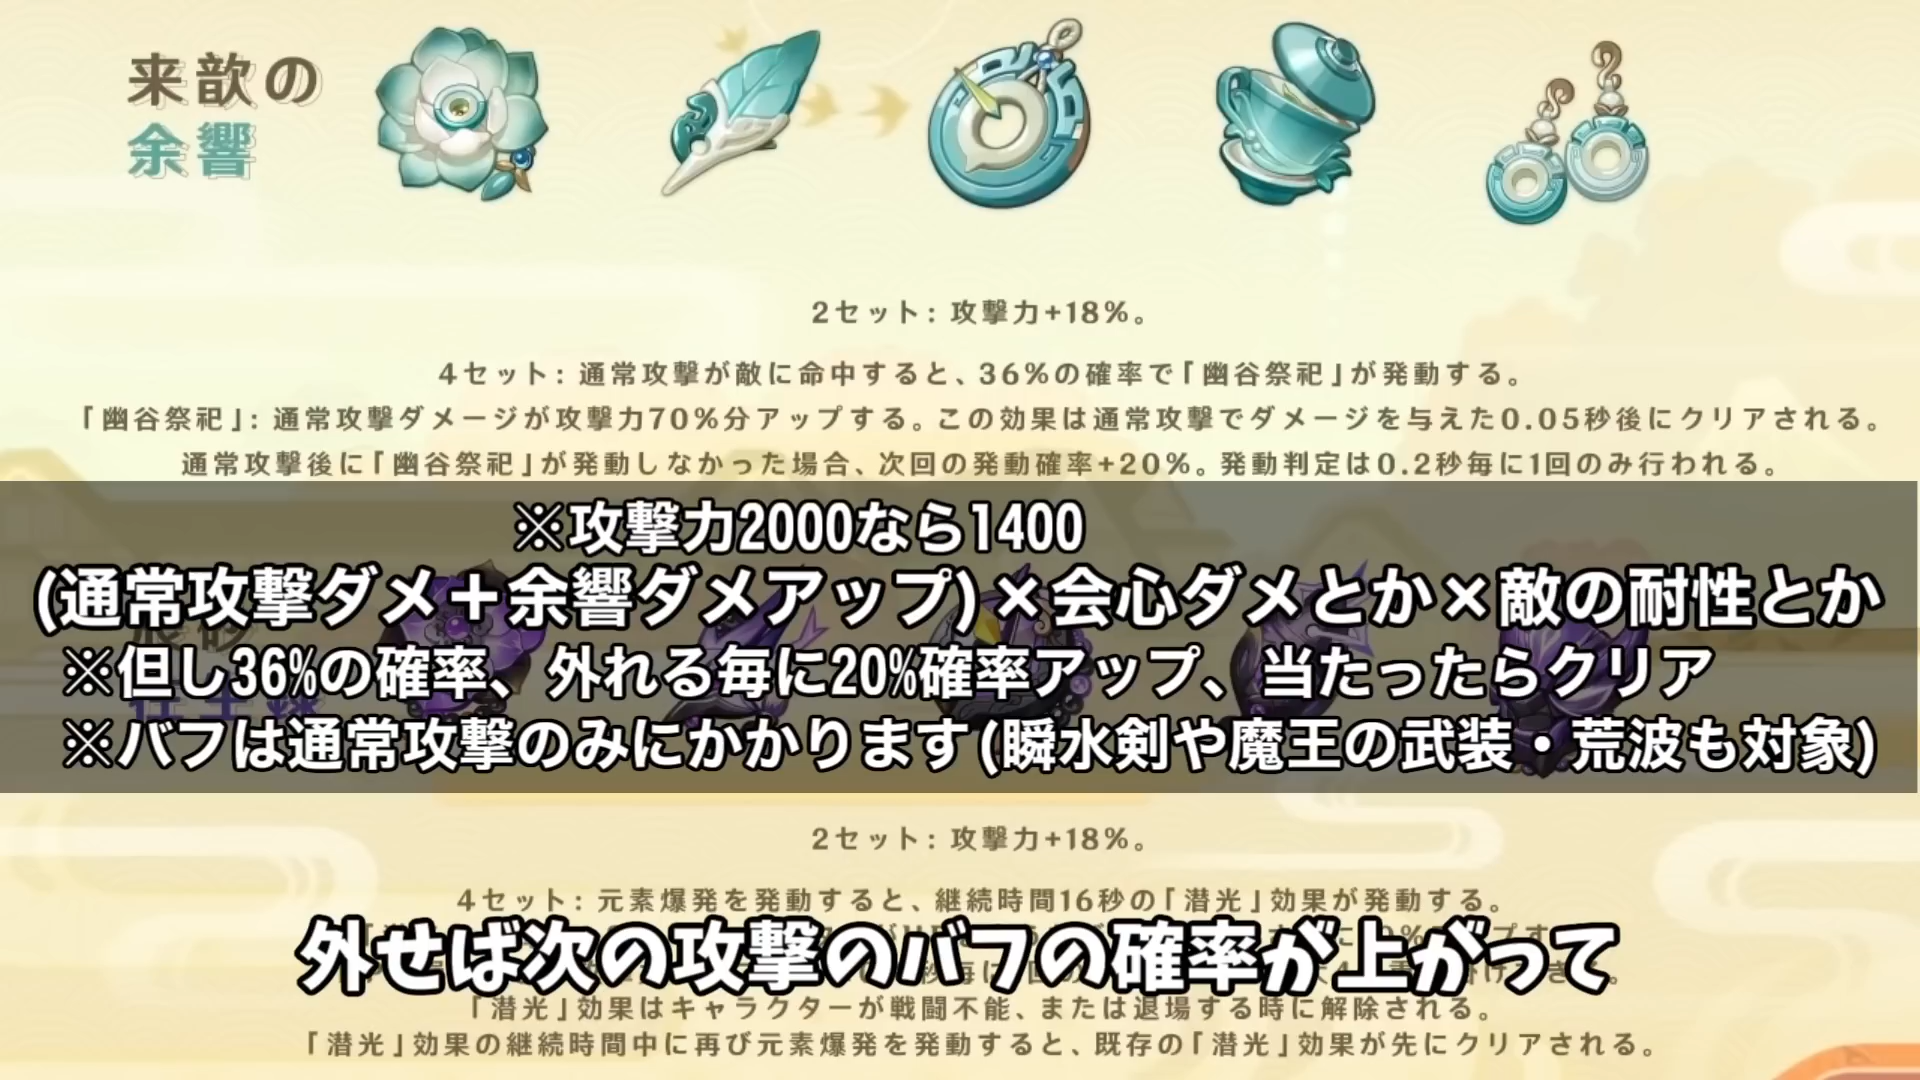 来歆の
余響
2セット: 攻撃力+18%。
4セット: 通常攻撃が敵に命中すると、36%の確率で「幽谷祭祀」が発動する。
「幽谷祭祀」: 通常攻撃ダメージが攻撃力70%分アップする。この効果は通常攻撃でダメージを与えた0.05秒後にクリアされる。
通常攻撃後に「幽谷祭祀」が発動しなかった場合、次回の発動確率+20%。発動判定は0.2秒毎に1回のみ行われる。
※攻撃力2000なら1400
(通常攻撃ダメ＋余響ダメアップ)×会心ダメとか×敵の耐性とか
※但し36%の確率、外れる毎に20%確率アップ、当たったらクリア
※バフは通常攻撃のみにかかります(瞬水剣や魔王の武装・荒波も対象)
2セット: 攻撃力+18%。
4セット: 元素爆発を発動すると、継続時間16秒の「潜光」効果が発動する。
外せば次の攻撃のバフの確率が上がって
「潜光」効果はキャラクターが戦闘不能、または退場する時に解除される。
「潜光」効果の継続時間中に再び元素爆発を発動すると、既存の「潜光」効果が先にクリアされる。